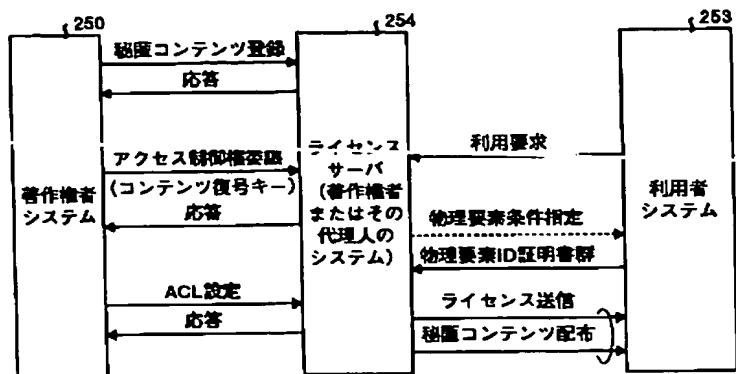 250
254
253
秘匿コンテンツ登録
応答
アクセス制御権委譲
(コンテンツ復号キー)
応答
ACL設定
応答
著作権者
システム
ライセンス
サーバ
(著作権者
またはその
代理人の
システム)
利用要求
物理要素条件指定
物理要素ID証明書群
ライセンス送信
秘匿コンテンツ配布
利用者
システム